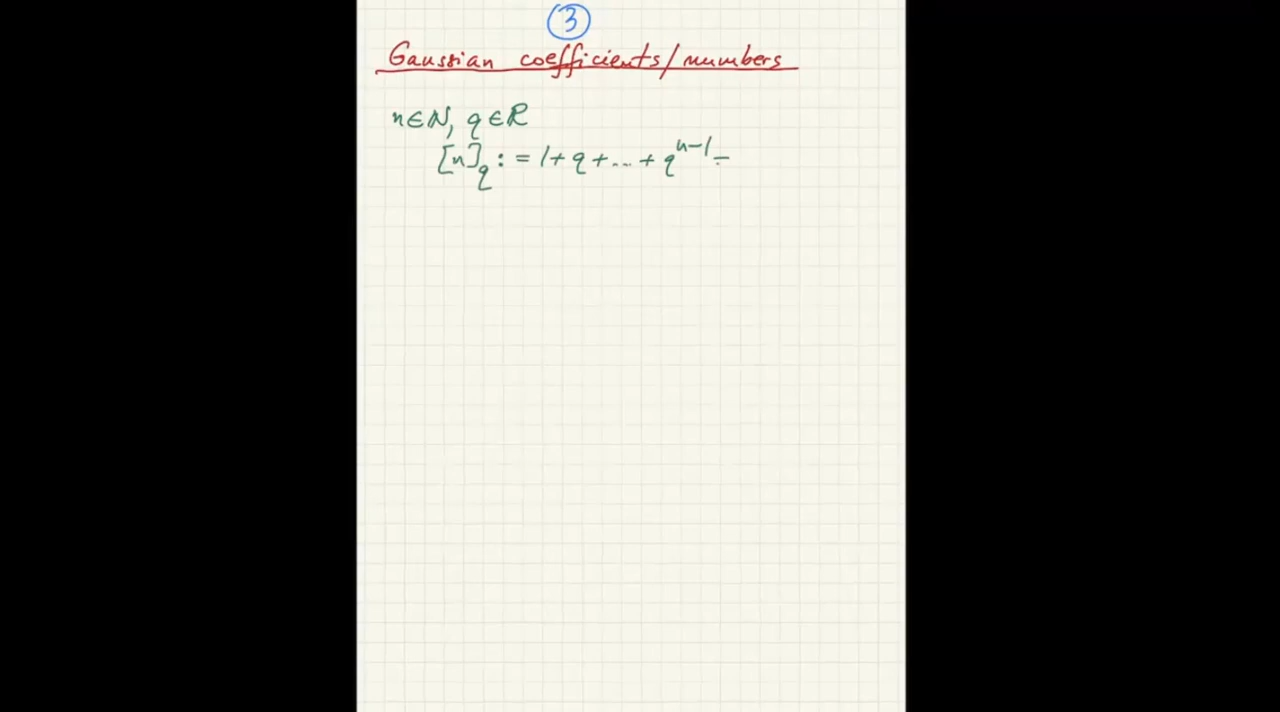 3
Gaussian coefficients/numbers
n∈N, q∈R
[n]_q := 1+q+...+q^{n-1} =